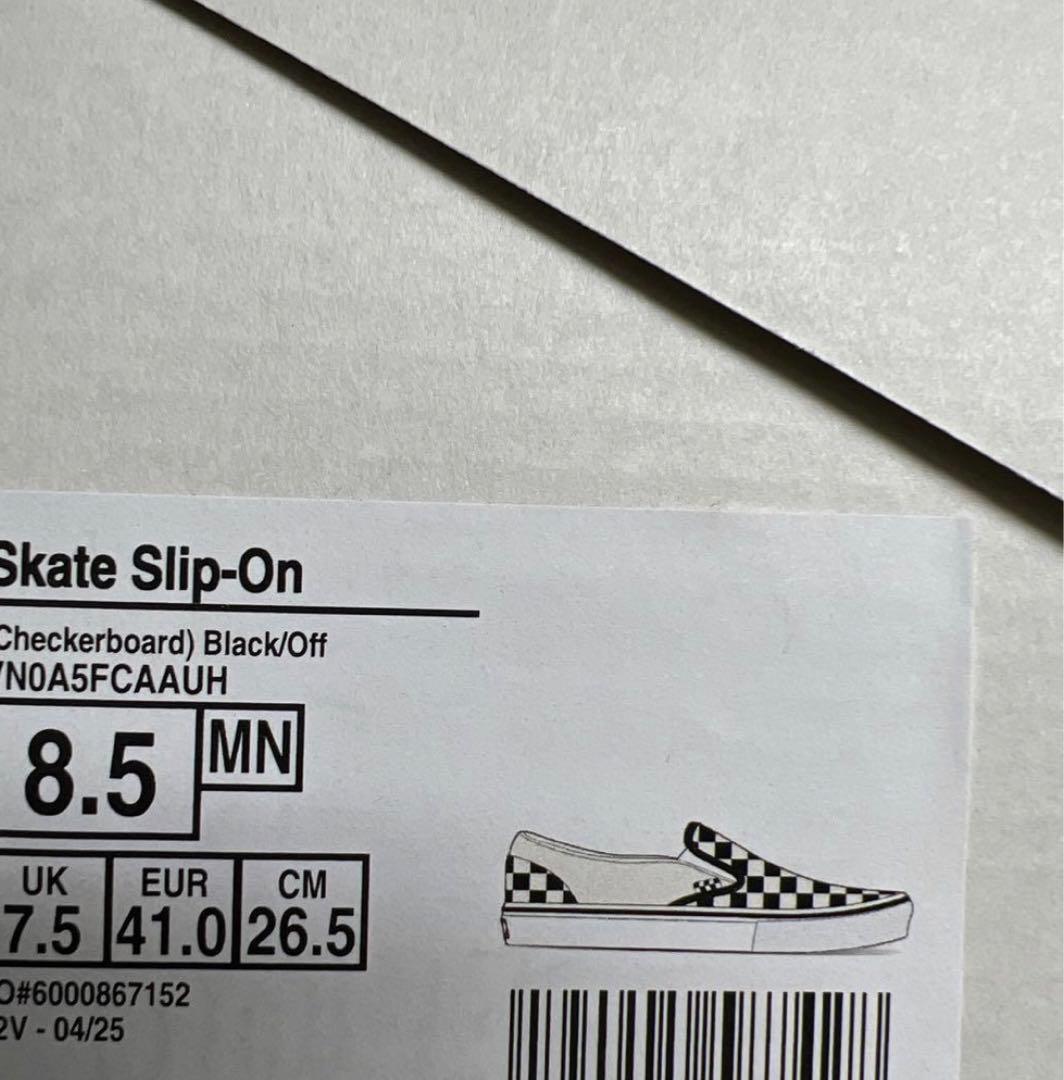 Skate Slip-On
Checkerboard) Black/Off
VN0A5FCAAUH
8.5 MN
UK EUR CM
7.5 41.0 26.5
O#6000867152
2V - 04/25